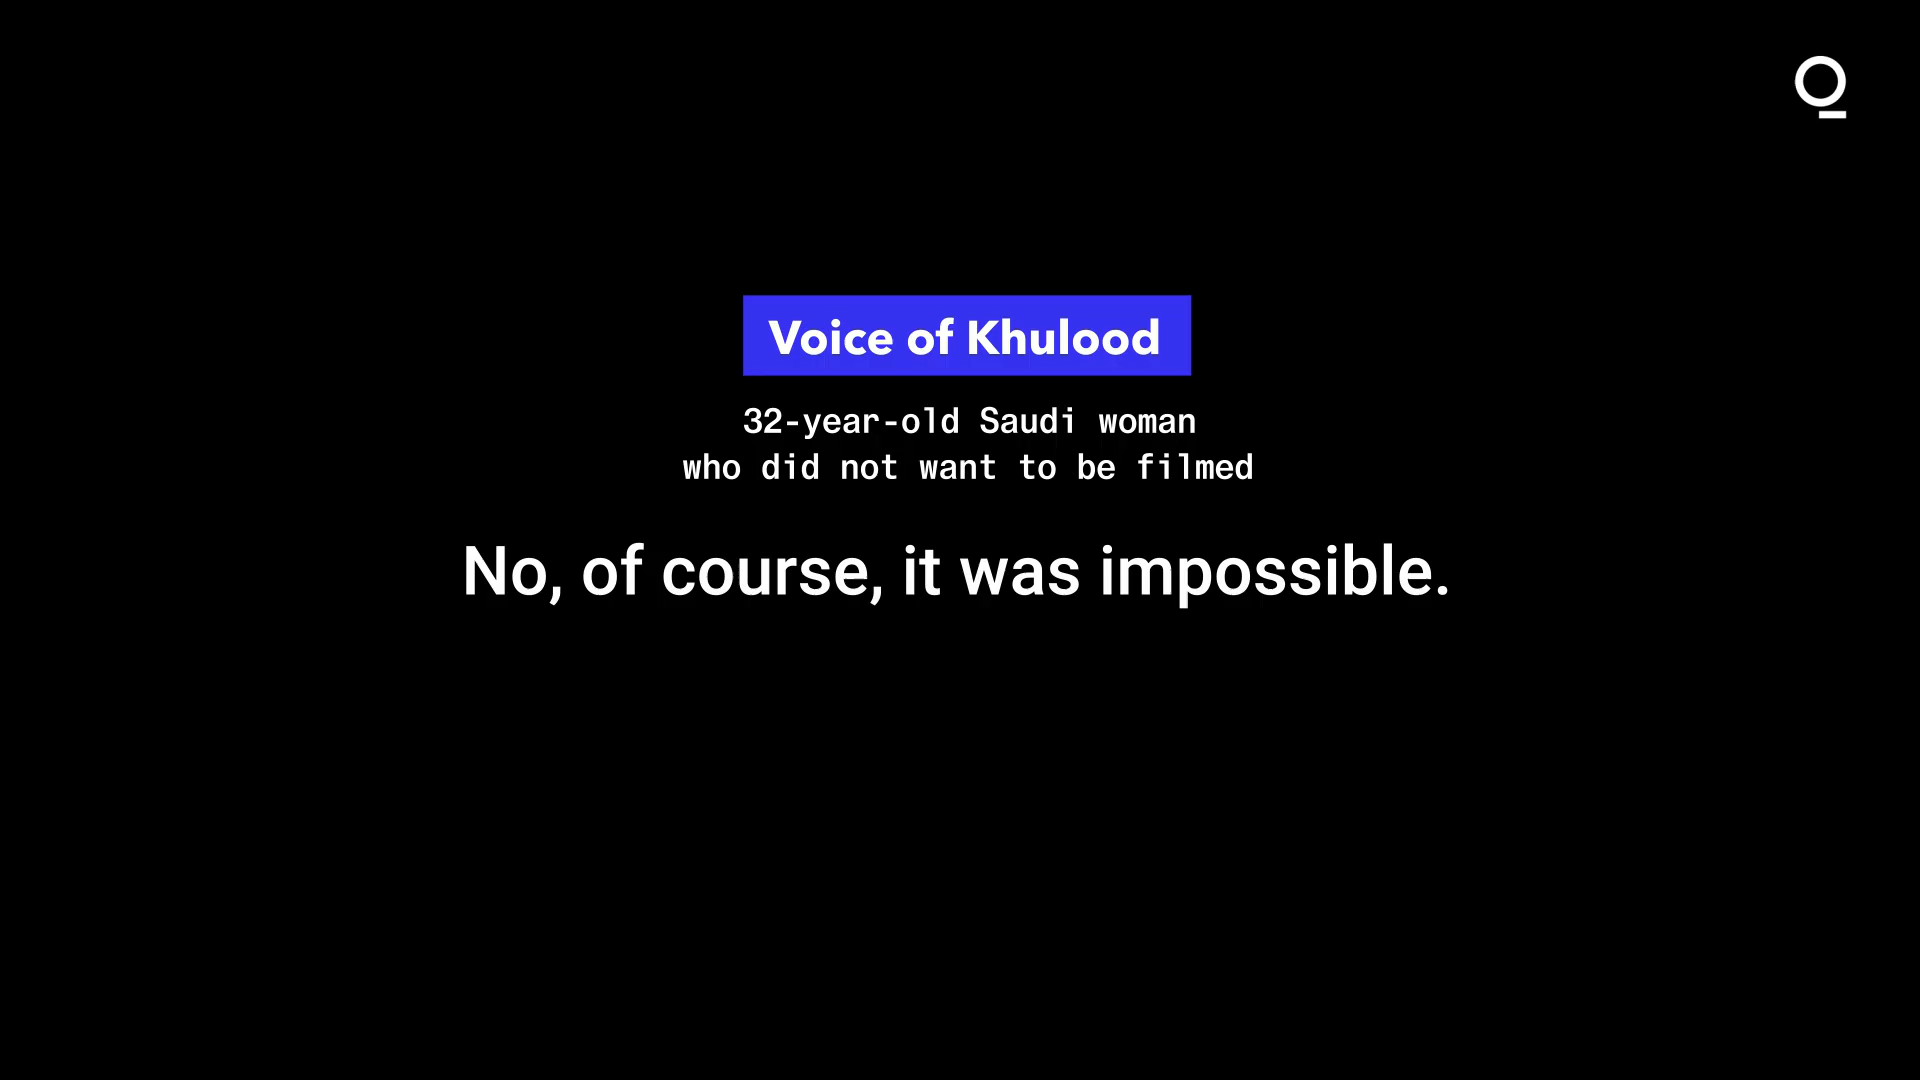 Voice of Khulood
32-year-old Saudi woman
who did not want to be filmed
No, of course, it was impossible.